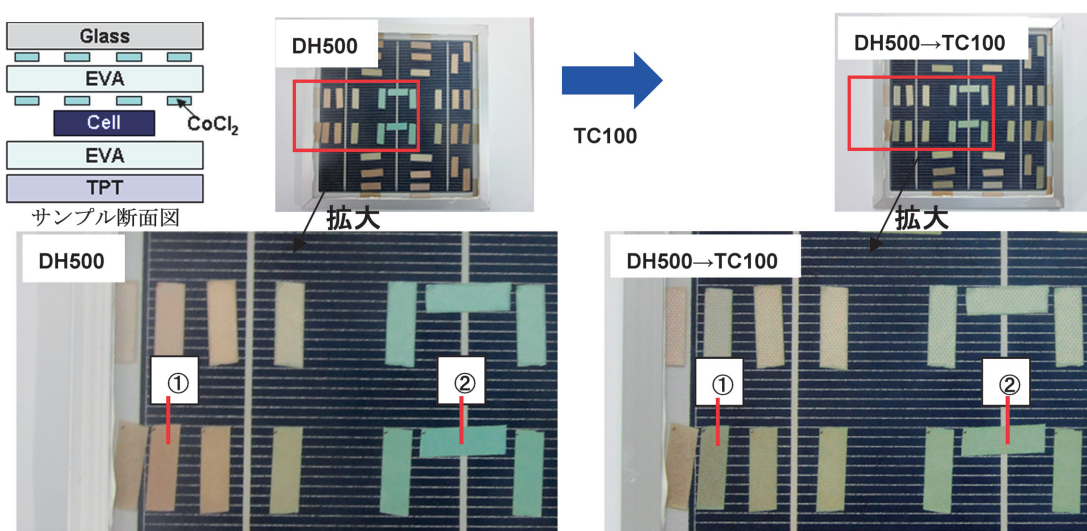 Glass
EVA
CoCl₂
Cell
EVA
TPT
サンプル断面図
DH500
TC100
DH500→TC100
拡大
拡大
DH500
①
②
DH500→TC100
①
②